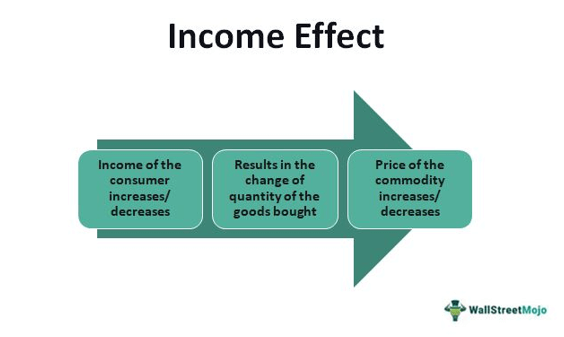 Income Effect
Income of the
consumer
increases/
decreases
Results in the
change of
quantity of the
goods bought
Price of the
commodity
increases/
decreases
WallStreetMojo